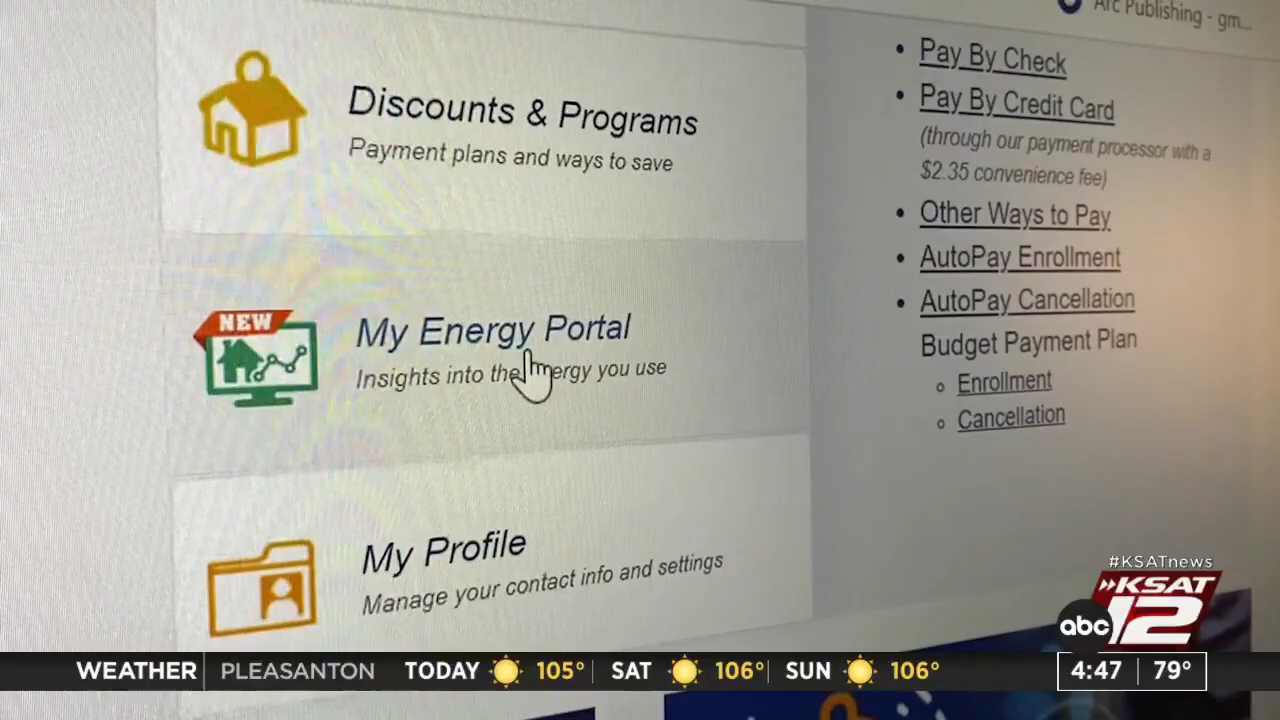 Arc Publishing - gm...
Discounts & Programs
Payment plans and ways to save
NEW
My Energy Portal
Insights into the energy you use
My Profile
Manage your contact info and settings
Pay By Check
Pay By Credit Card
(through our payment processor with a
$2.35 convenience fee)
Other Ways to Pay
AutoPay Enrollment
AutoPay Cancellation
Budget Payment Plan
Enrollment
Cancellation
#KSATnews
KSAT
abc 12
WEATHER PLEASANTON TODAY 105° SAT 106° SUN 106° 4:47 79°